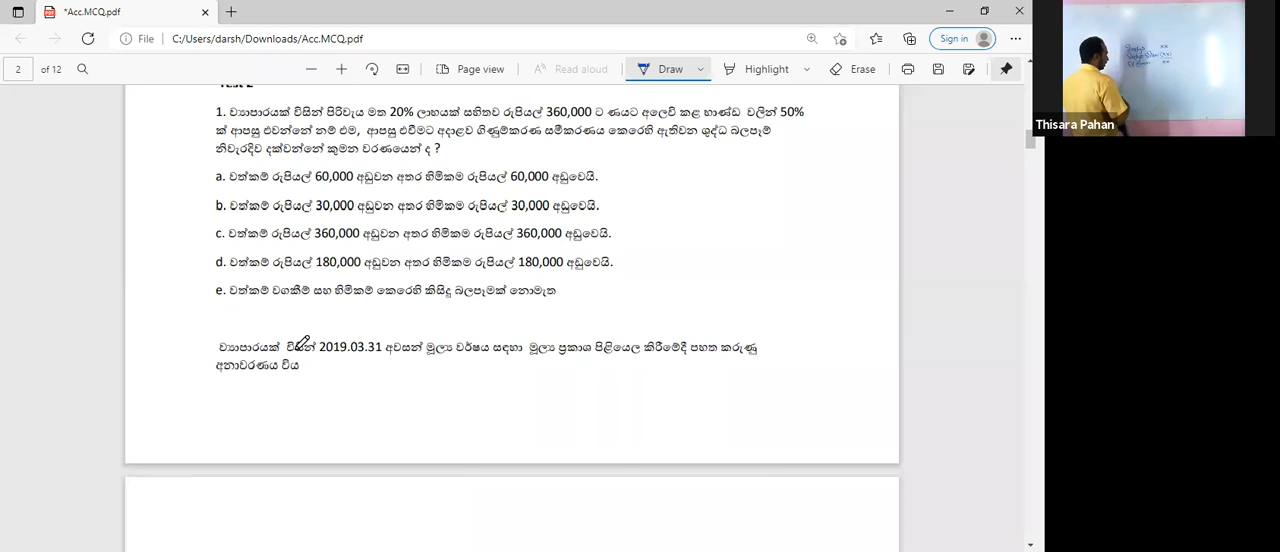 *Acc.MCQ.pdf
File
C:/Users/darsh/Downloads/Acc.MCQ.pdf
Sign in
2
of 12
Page view
Read aloud
Draw
Highlight
Erase
Thisara Pahan
1. ව්‍යාපාරයක් විසින් පිරිවැය මත 20% ලාභයක් සහිතව රුපියල් 360,000 ට ණයට අලෙවි කළ භාණ්ඩ වලින් 50%
ක් ආපසු එවන්නේ නම් එම, ආපසු එවීමට අදාළව ගිණුම්කරණ සමීකරණය කෙරෙහි ඇතිවන ශුද්ධ බලපෑම්
නිවැරදිව දක්වන්නේ කුමන වරණයෙන් ද ?
a. වත්කම් රුපියල් 60,000 අඩුවන අතර හිමිකම රුපියල් 60,000 අඩුවෙයි.
b. වත්කම් රුපියල් 30,000 අඩුවන අතර හිමිකම රුපියල් 30,000 අඩුවෙයි.
c. වත්කම් රුපියල් 360,000 අඩුවන අතර හිමිකම රුපියල් 360,000 අඩුවෙයි.
d. වත්කම් රුපියල් 180,000 අඩුවන අතර හිමිකම රුපියල් 180,000 අඩුවෙයි.
e. වත්කම් වගකීම් සහ හිමිකම් කෙරෙහි කිසිදු බලපෑමක් නොමැත
ව්‍යාපාරයක් විසින් 2019.03.31 අවසන් මූල්‍ය වර්ෂය සඳහා මූල්‍ය ප්‍රකාශ පිළියෙල කිරීමේදී පහත කරුණු
අනාවරණය විය